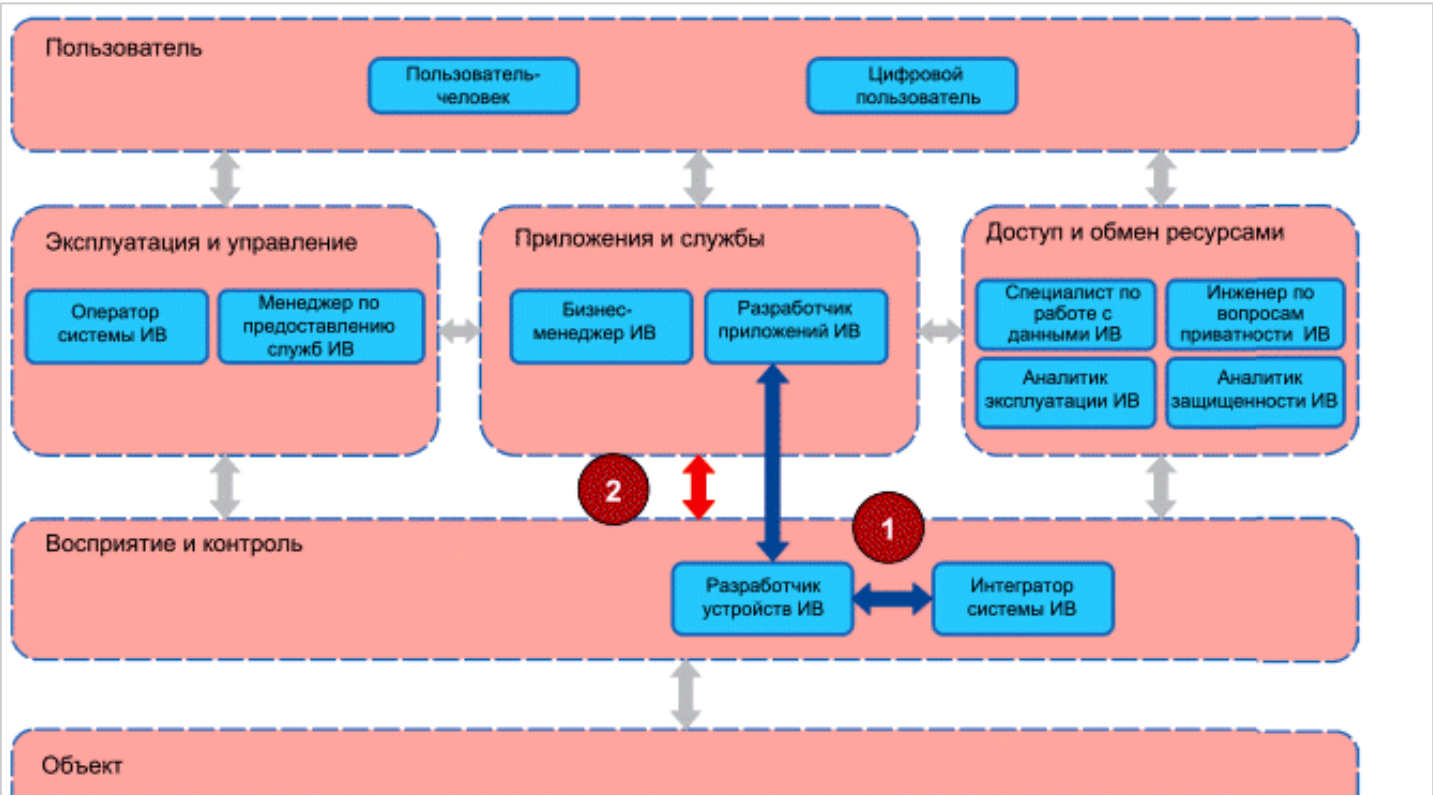 Пользователь
Пользователь-
человек
Цифровой
пользователь
Эксплуатация и управление
Оператор
системы ИВ
Менеджер по
предоставлению
служб ИВ
Приложения и службы
Бизнес-
менеджер ИВ
Разработчик
приложений ИВ
Доступ и обмен ресурсами
Специалист по
работе с
данными ИВ
Инженер по
вопросам
приватности ИВ
Аналитик
эксплуатации ИВ
Аналитик
защищенности ИВ
2
1
Восприятие и контроль
Разработчик
устройств ИВ
Интегратор
системы ИВ
Объект